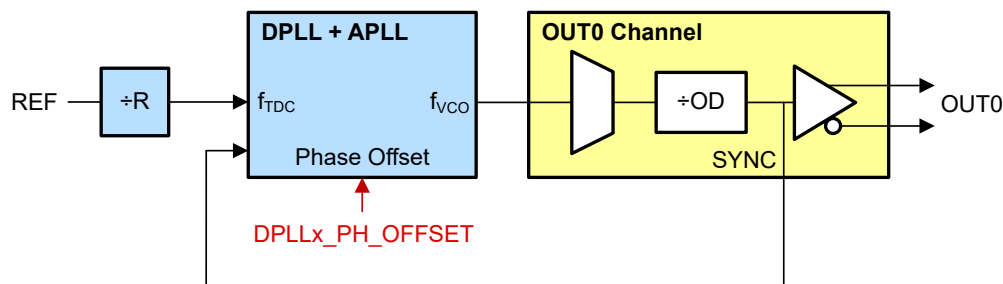 DPLL + APLL
OUT0 Channel
REF
÷R
fTDC
fVCO
÷OD
OUT0
Phase Offset
SYNC
DPLLx_PH_OFFSET